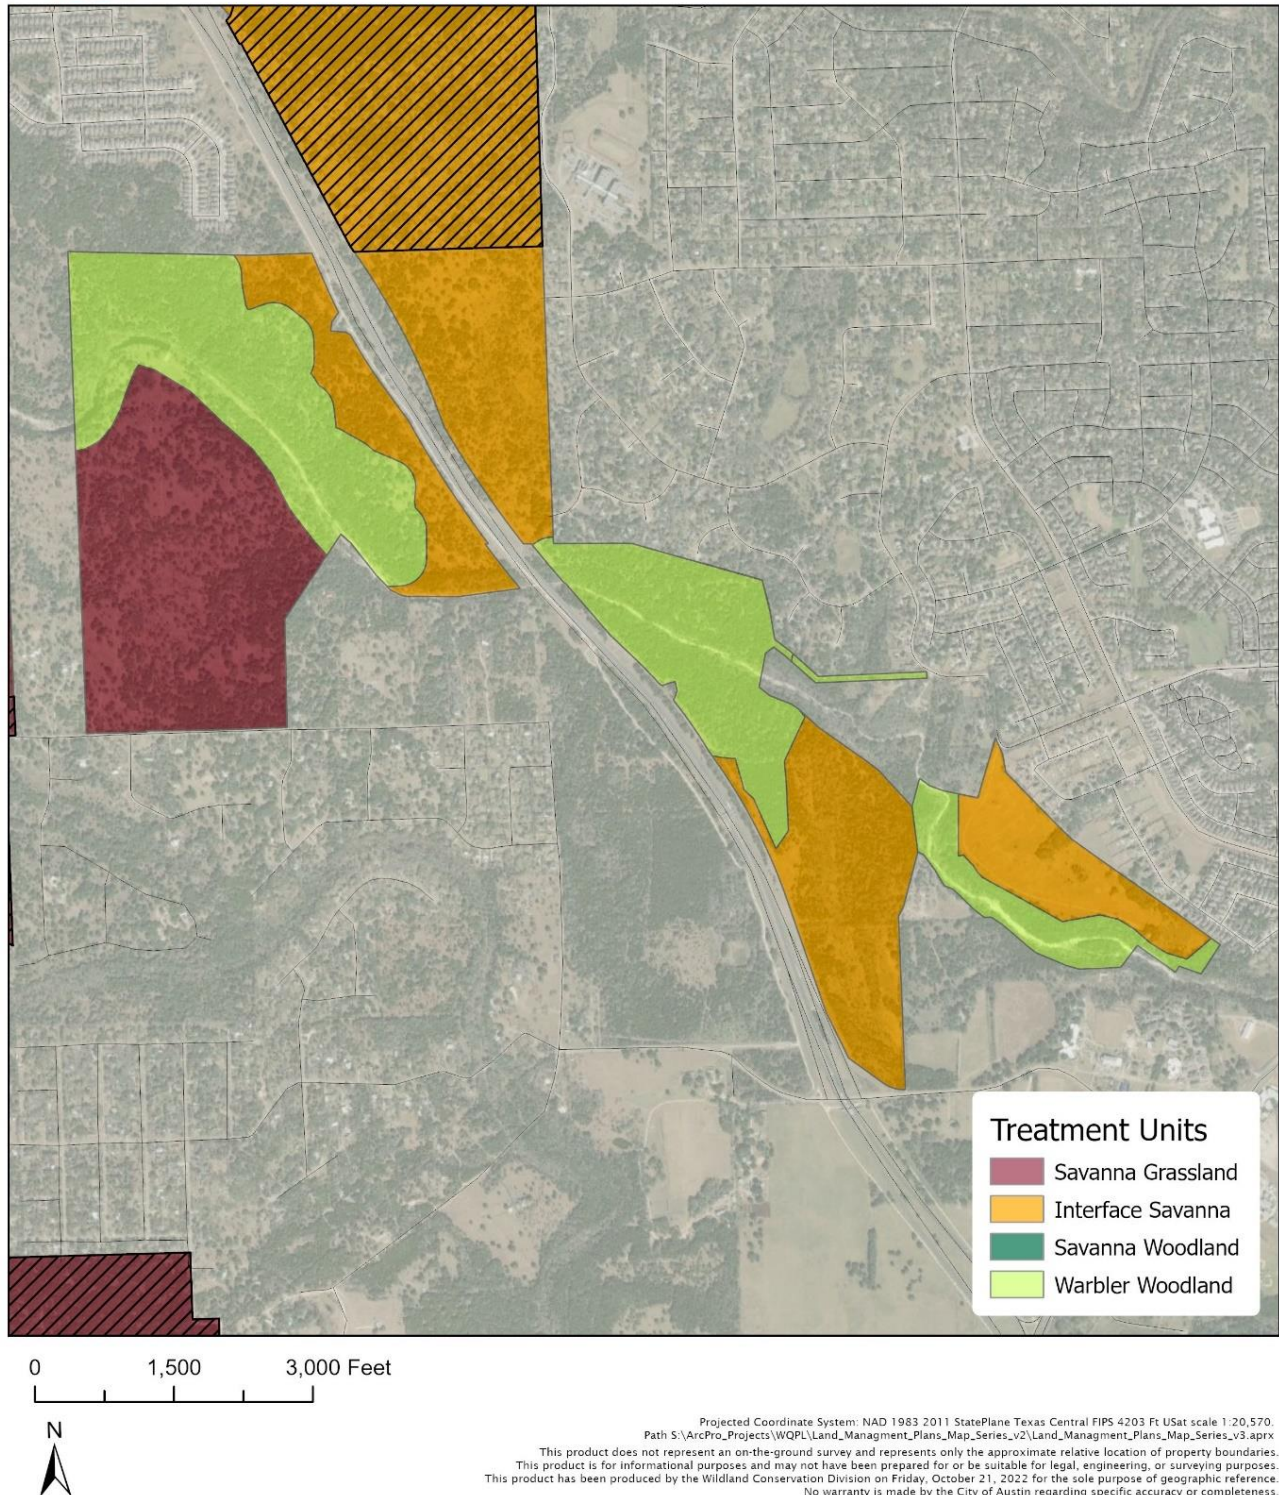 Treatment Units
Savanna Grassland
Interface Savanna
Savanna Woodland
Warbler Woodland
0 1,500 3,000 Feet
N
Projected Coordinate System: NAD 1983 2011 StatePlane Texas Central FIPS 4203 Ft USat scale 1:20,570.
Path S:\ArcPro_Projects\WQPL\Land_Managment_Plans_Map_Series_v2\Land_Managment_Plans_Map_Series_v3.aprx
This product does not represent an on-the-ground survey and represents only the approximate relative location of property boundaries.
This product is for informational purposes and may not have been prepared for or be suitable for legal, engineering, or surveying purposes.
This product has been produced by the Wildland Conservation Division on Friday, October 21, 2022 for the sole purpose of geographic reference.
No warranty is made by the City of Austin regarding specific accuracy or completeness.